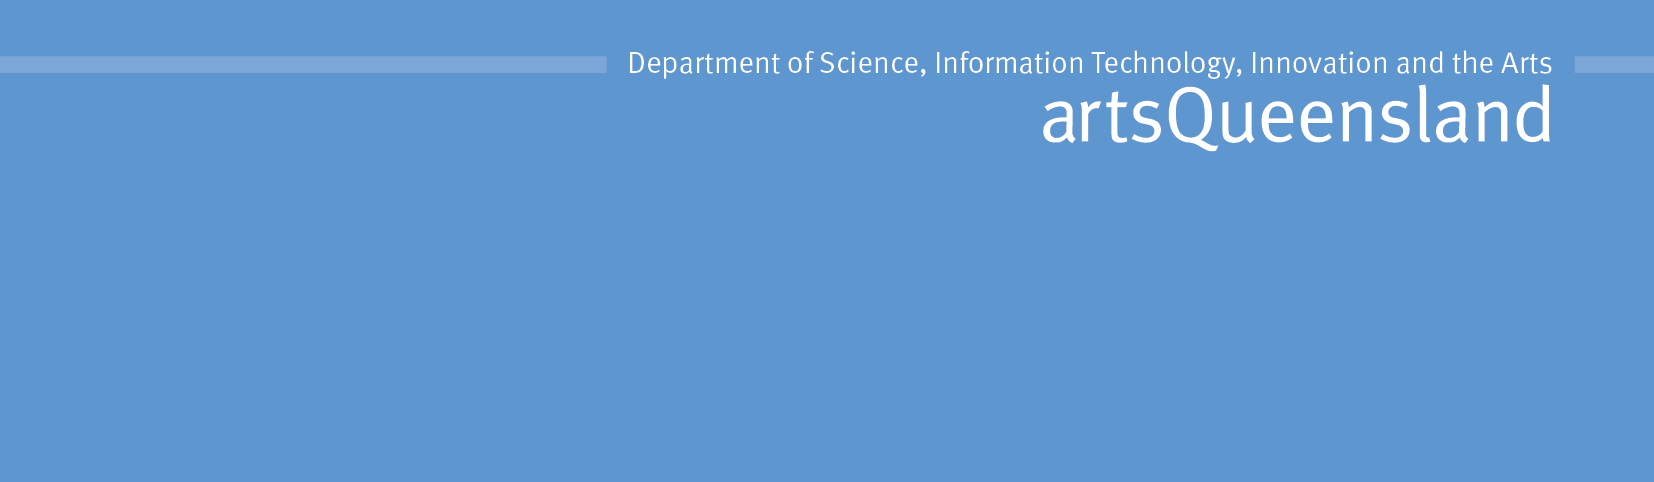 Department of Science, Information Technology, Innovation and the Arts
artsQueensland